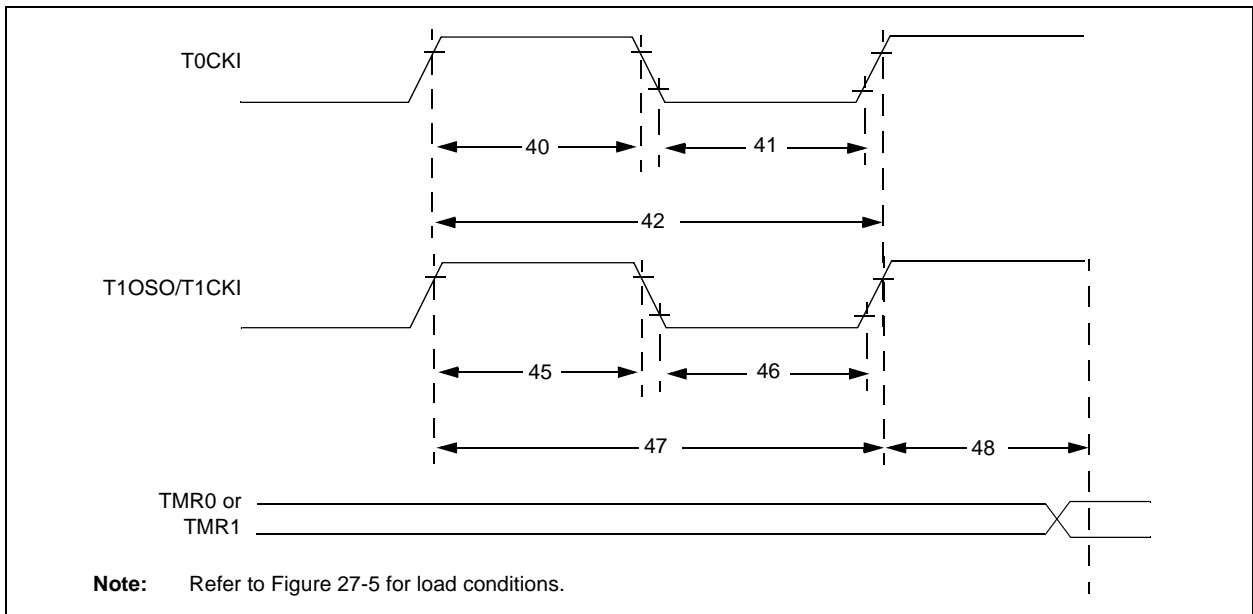 T0CKI
40
41
42
T1OSO/T1CKI
45
46
47
48
TMR0 or
TMR1
Note: Refer to Figure 27-5 for load conditions.